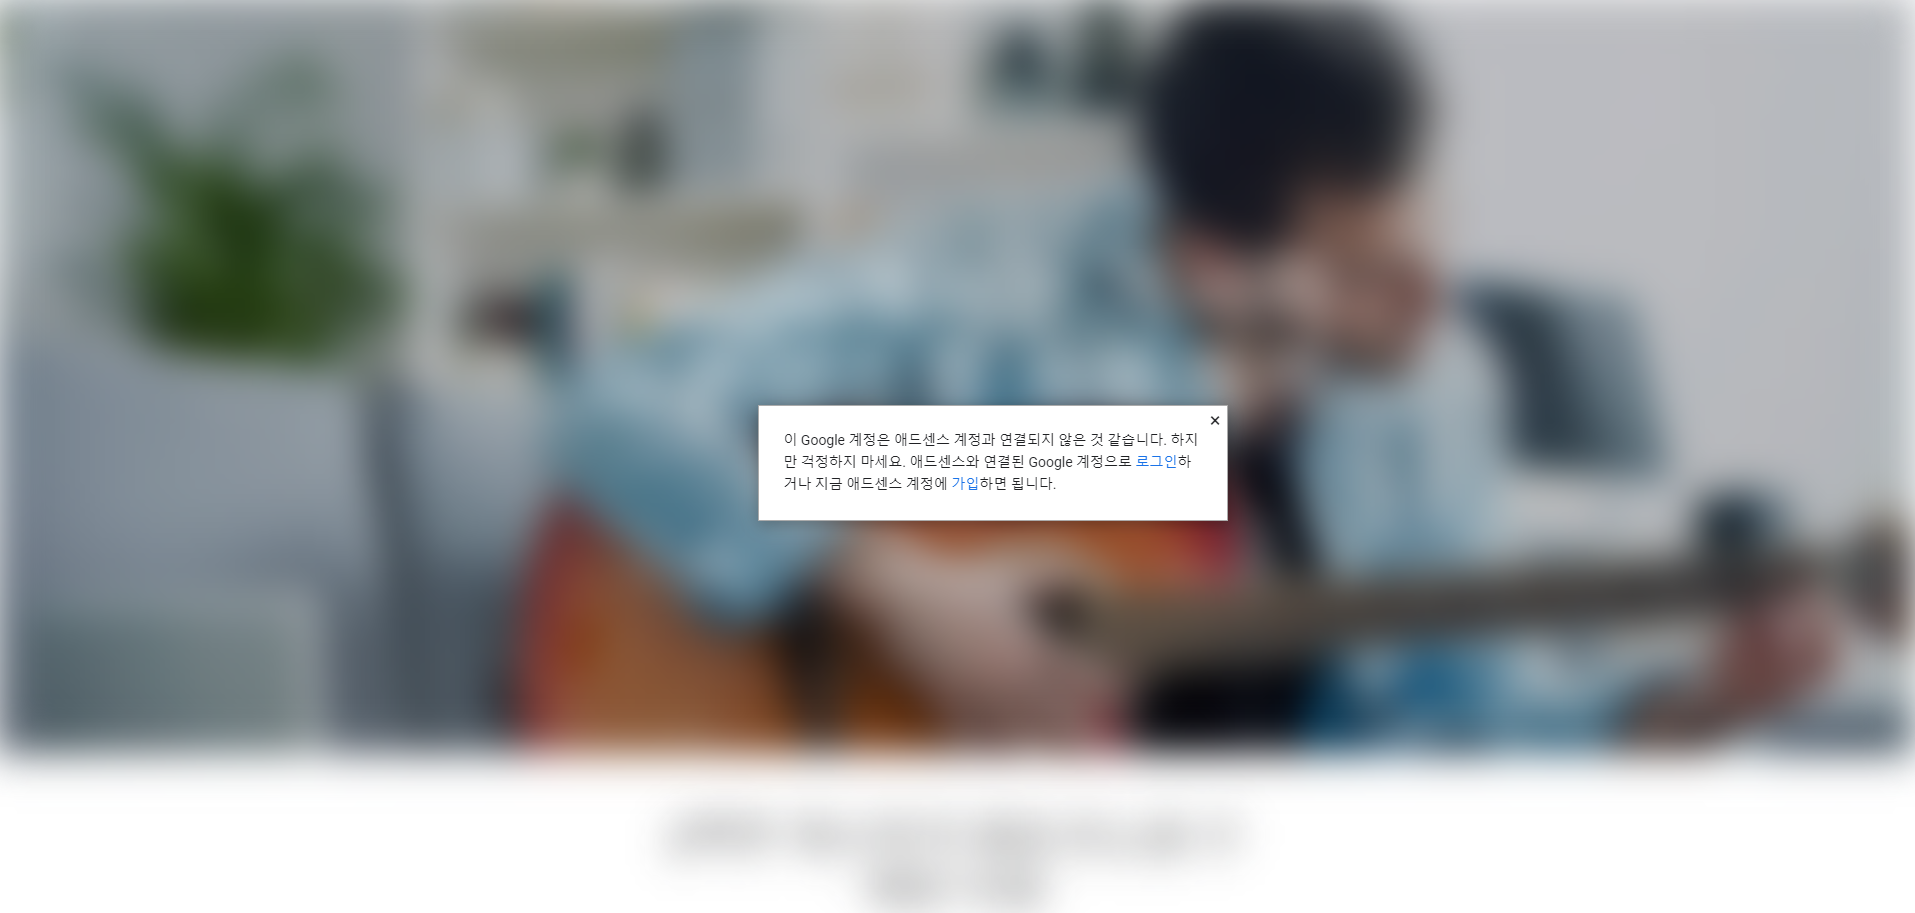 이 Google 계정은 애드센스 계정과 연결되지 않은 것 같습니다. 하지
만 걱정하지 마세요. 애드센스와 연결된 Google 계정으로 로그인하
거나 지금 애드센스 계정에 가입하면 됩니다.